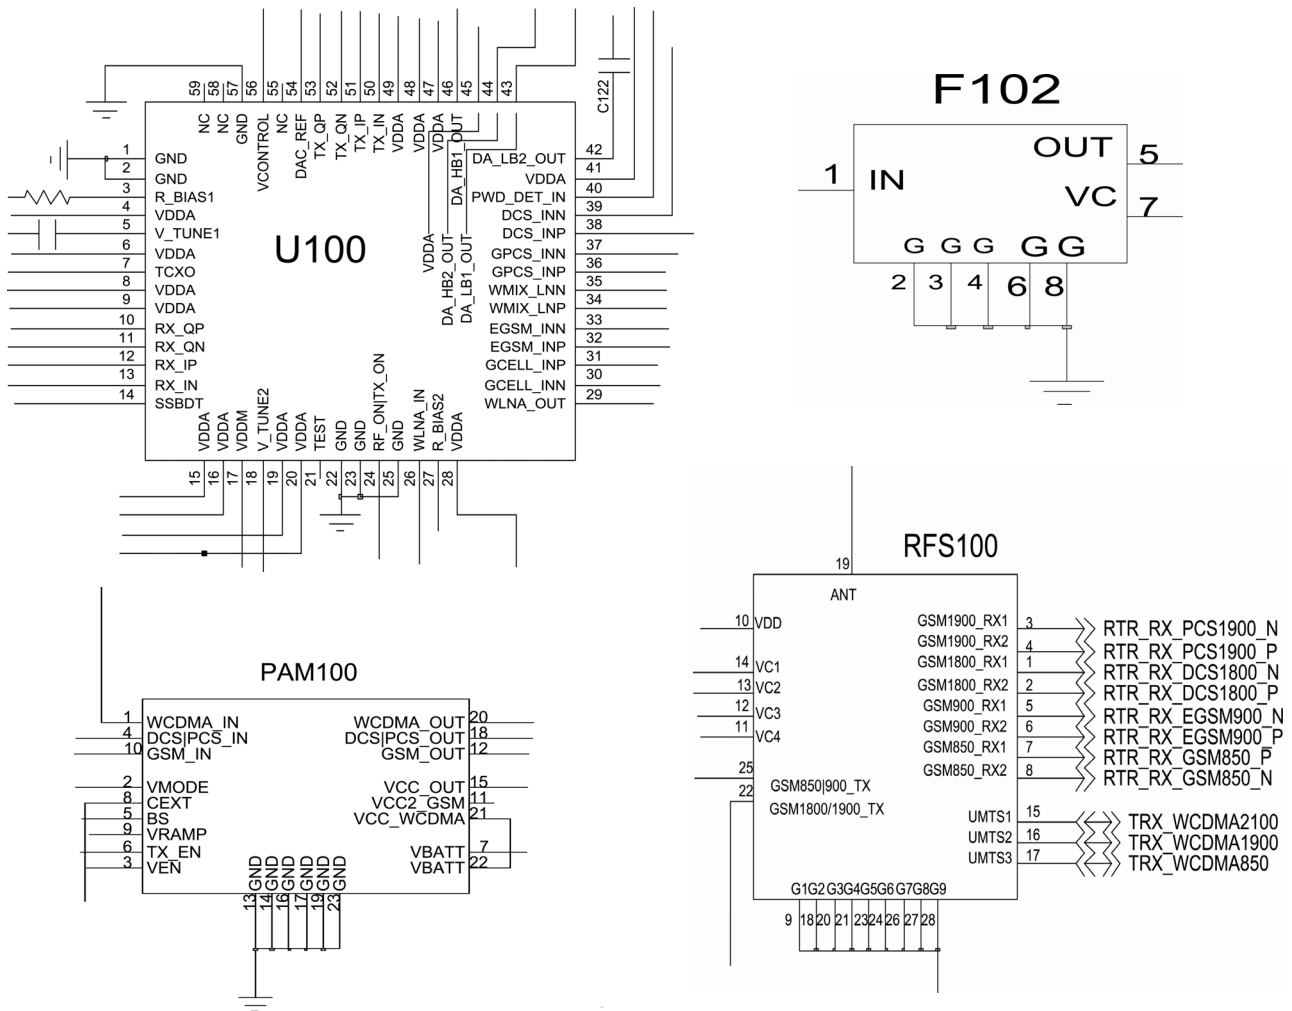 U100
59 58 57 56 55 54 53 52 51 50 49 48 47 46 45 44 43
NC NC GND VCONTROL NC DAC_REF TX_QP TX_QN TX_IP TX_IN VDDA VDDA VDDA DA_HB1_OUT
VDDA DA_HB2_OUT DA_LB1_OUT
C122
1 GND
2 GND
3 R_BIAS1
4 VDDA
5 V_TUNE1
6 VDDA
7 TCXO
8 VDDA
9 VDDA
10 RX_QP
11 RX_QN
12 RX_IP
13 RX_IN
14 SSBDT
DA_LB2_OUT 42
VDDA 41
PWD_DET_IN 40
DCS_INN 39
DCS_INP 38
GPCS_INN 37
GPCS_INP 36
WMIX_LNN 35
WMIX_LNP 34
EGSM_INN 33
EGSM_INP 32
GCELL_INP 31
GCELL_INN 30
WLNA_OUT 29
VDDA VDDA VDDM V_TUNE2 VDDA VDDA TEST GND GND RF_ON|TX_ON GND WLNA_IN R_BIAS2 VDDA
15 16 17 18 19 20 21 22 23 24 25 26 27 28
F102
1 IN
OUT 5
VC 7
G G G G G
2 3 4 6 8
PAM100
1 WCDMA_IN
4 DCS|PCS_IN
10 GSM_IN
2 VMODE
8 CEXT
5 BS
9 VRAMP
6 TX_EN
3 VEN
WCDMA_OUT 20
DCS|PCS_OUT 18
GSM_OUT 12
VCC_OUT 15
VCC2_GSM 11
VCC_WCDMA 21
VBATT 7
VBATT 22
GND GND GND GND GND GND
13 14 16 17 19 23
RFS100
19
ANT
10 VDD
14 VC1
13 VC2
12 VC3
11 VC4
25 GSM850|900_TX
22 GSM1800/1900_TX
GSM1900_RX1 3 RTR_RX_PCS1900_N
GSM1900_RX2 4 RTR_RX_PCS1900_P
GSM1800_RX1 1 RTR_RX_DCS1800_N
GSM1800_RX2 2 RTR_RX_DCS1800_P
GSM900_RX1 5 RTR_RX_EGSM900_N
GSM900_RX2 6 RTR_RX_EGSM900_P
GSM850_RX1 7 RTR_RX_GSM850_P
GSM850_RX2 8 RTR_RX_GSM850_N
UMTS1 15 TRX_WCDMA2100
UMTS2 16 TRX_WCDMA1900
UMTS3 17 TRX_WCDMA850
G1 G2 G3 G4 G5 G6 G7 G8 G9
9 18 20 21 23 24 26 27 28